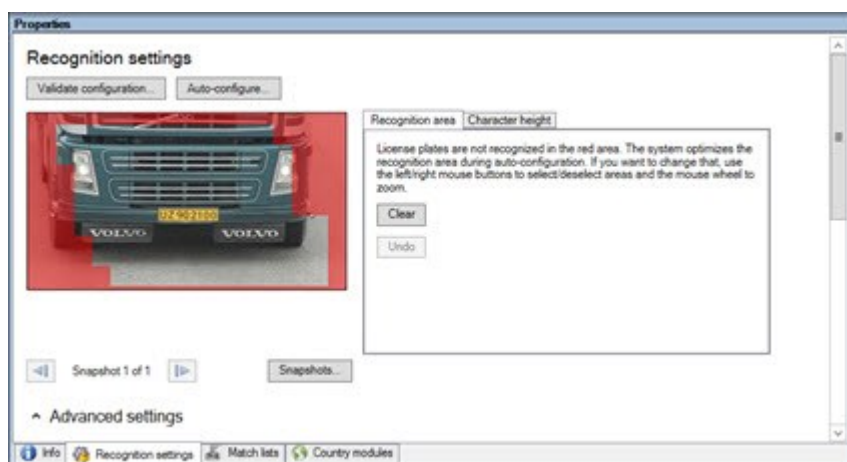 Properties
Recognition settings
Validate configuration...
Auto-configure...
Recognition area
Character height
License plates are not recognized in the red area. The system optimizes the
recognition area during auto-configuration. If you want to change that, use
the left/right mouse buttons to select/deselect areas and the mouse wheel to
zoom.
Clear
Undo
UZ 902100
VOLVO
VOLVO
Snapshot 1 of 1
Snapshots...
Advanced settings
Info
Recognition settings
Match lists
Country modules